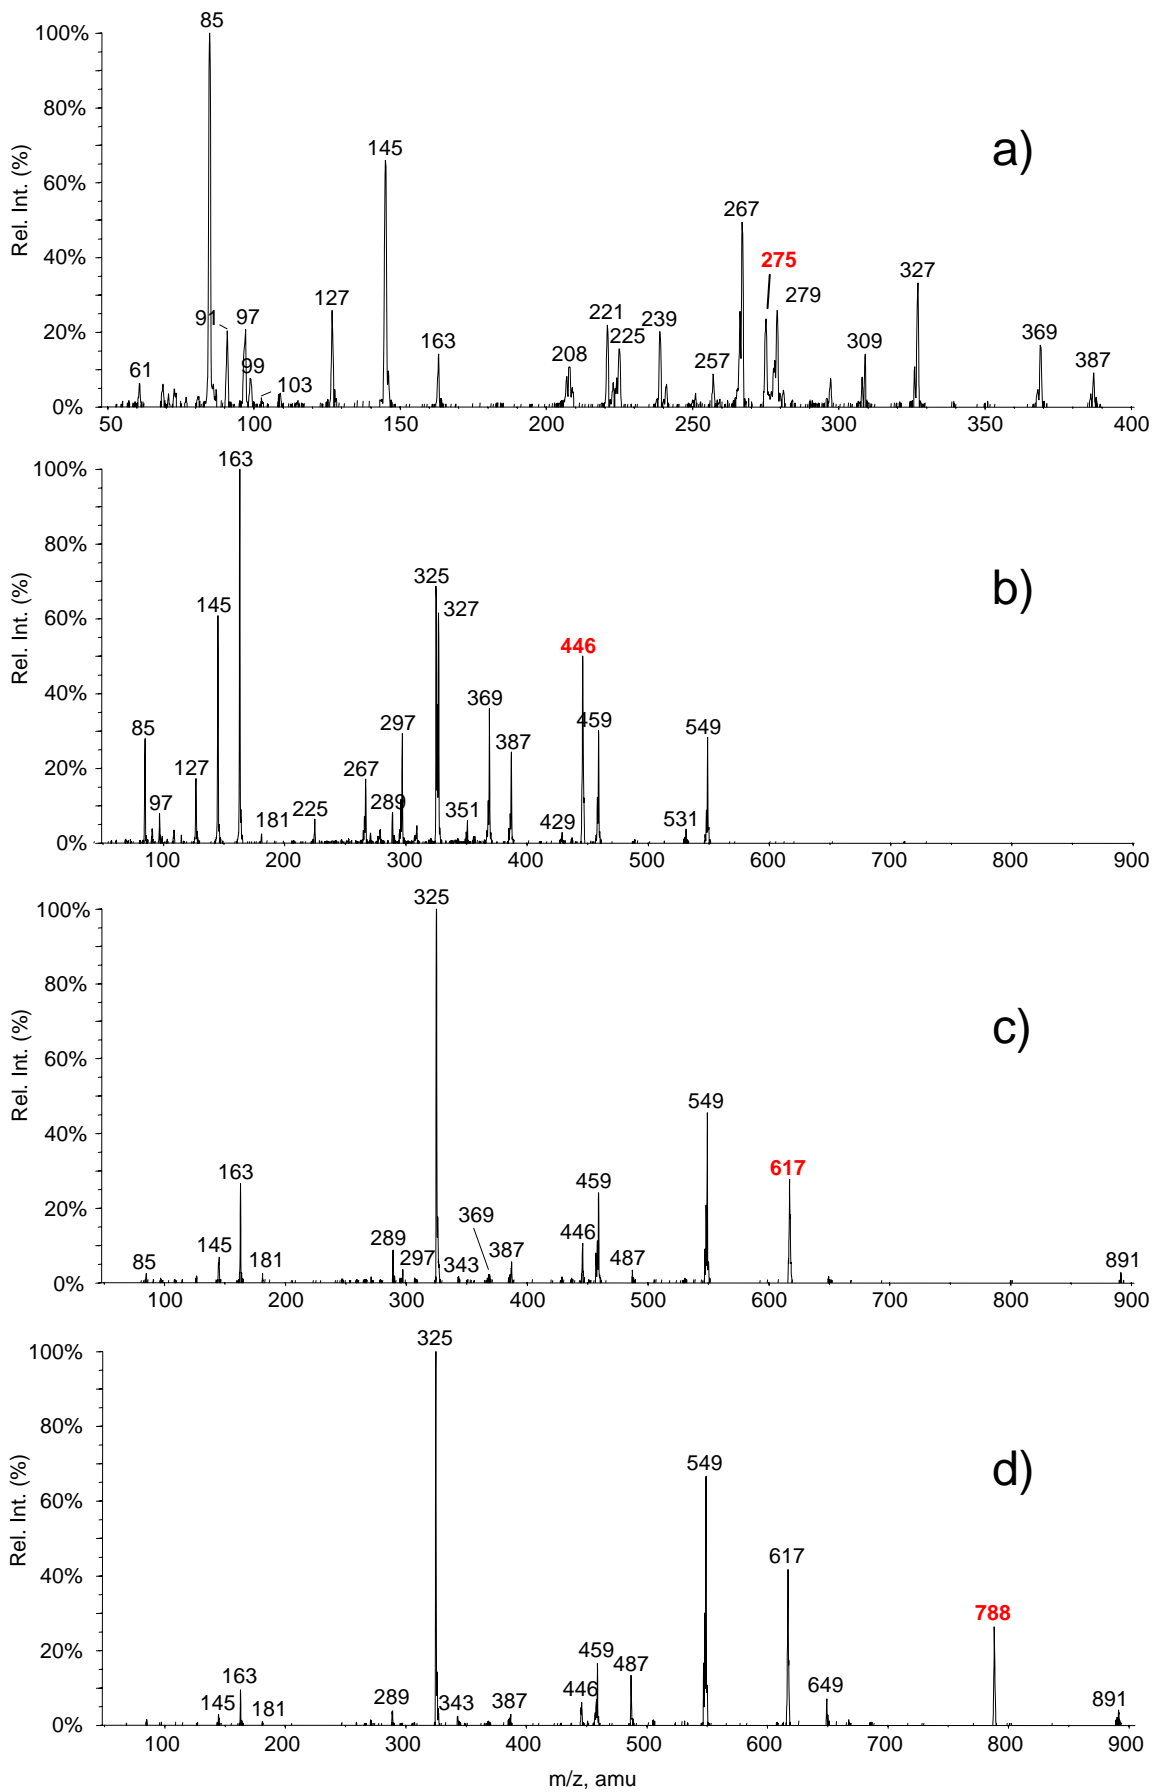 85
100%
80%
60%
40%
20%
0%
Rel. Int. (%)
a)
145
267
275
327
279
91 97 127 221 225 239
163 208 257 309 369 387
61 99 103
50 100 150 200 250 300 350 400
163
100%
80%
60%
40%
20%
0%
Rel. Int. (%)
b)
325
145 327
446
369 459
85 297 387 549
127 267
97 289
181 225 351 429 531
100 200 300 400 500 600 700 800 900
325
100%
80%
60%
40%
20%
0%
Rel. Int. (%)
c)
549
163 459 617
369
145 289 387 446
85 181 297 343 487 891
100 200 300 400 500 600 700 800 900
325
100%
80%
60%
40%
20%
0%
Rel. Int. (%)
d)
549
617
788
163 459 487
145 181 289 343 387 446 649 891
100 200 300 400 500 600 700 800 900
m/z, amu